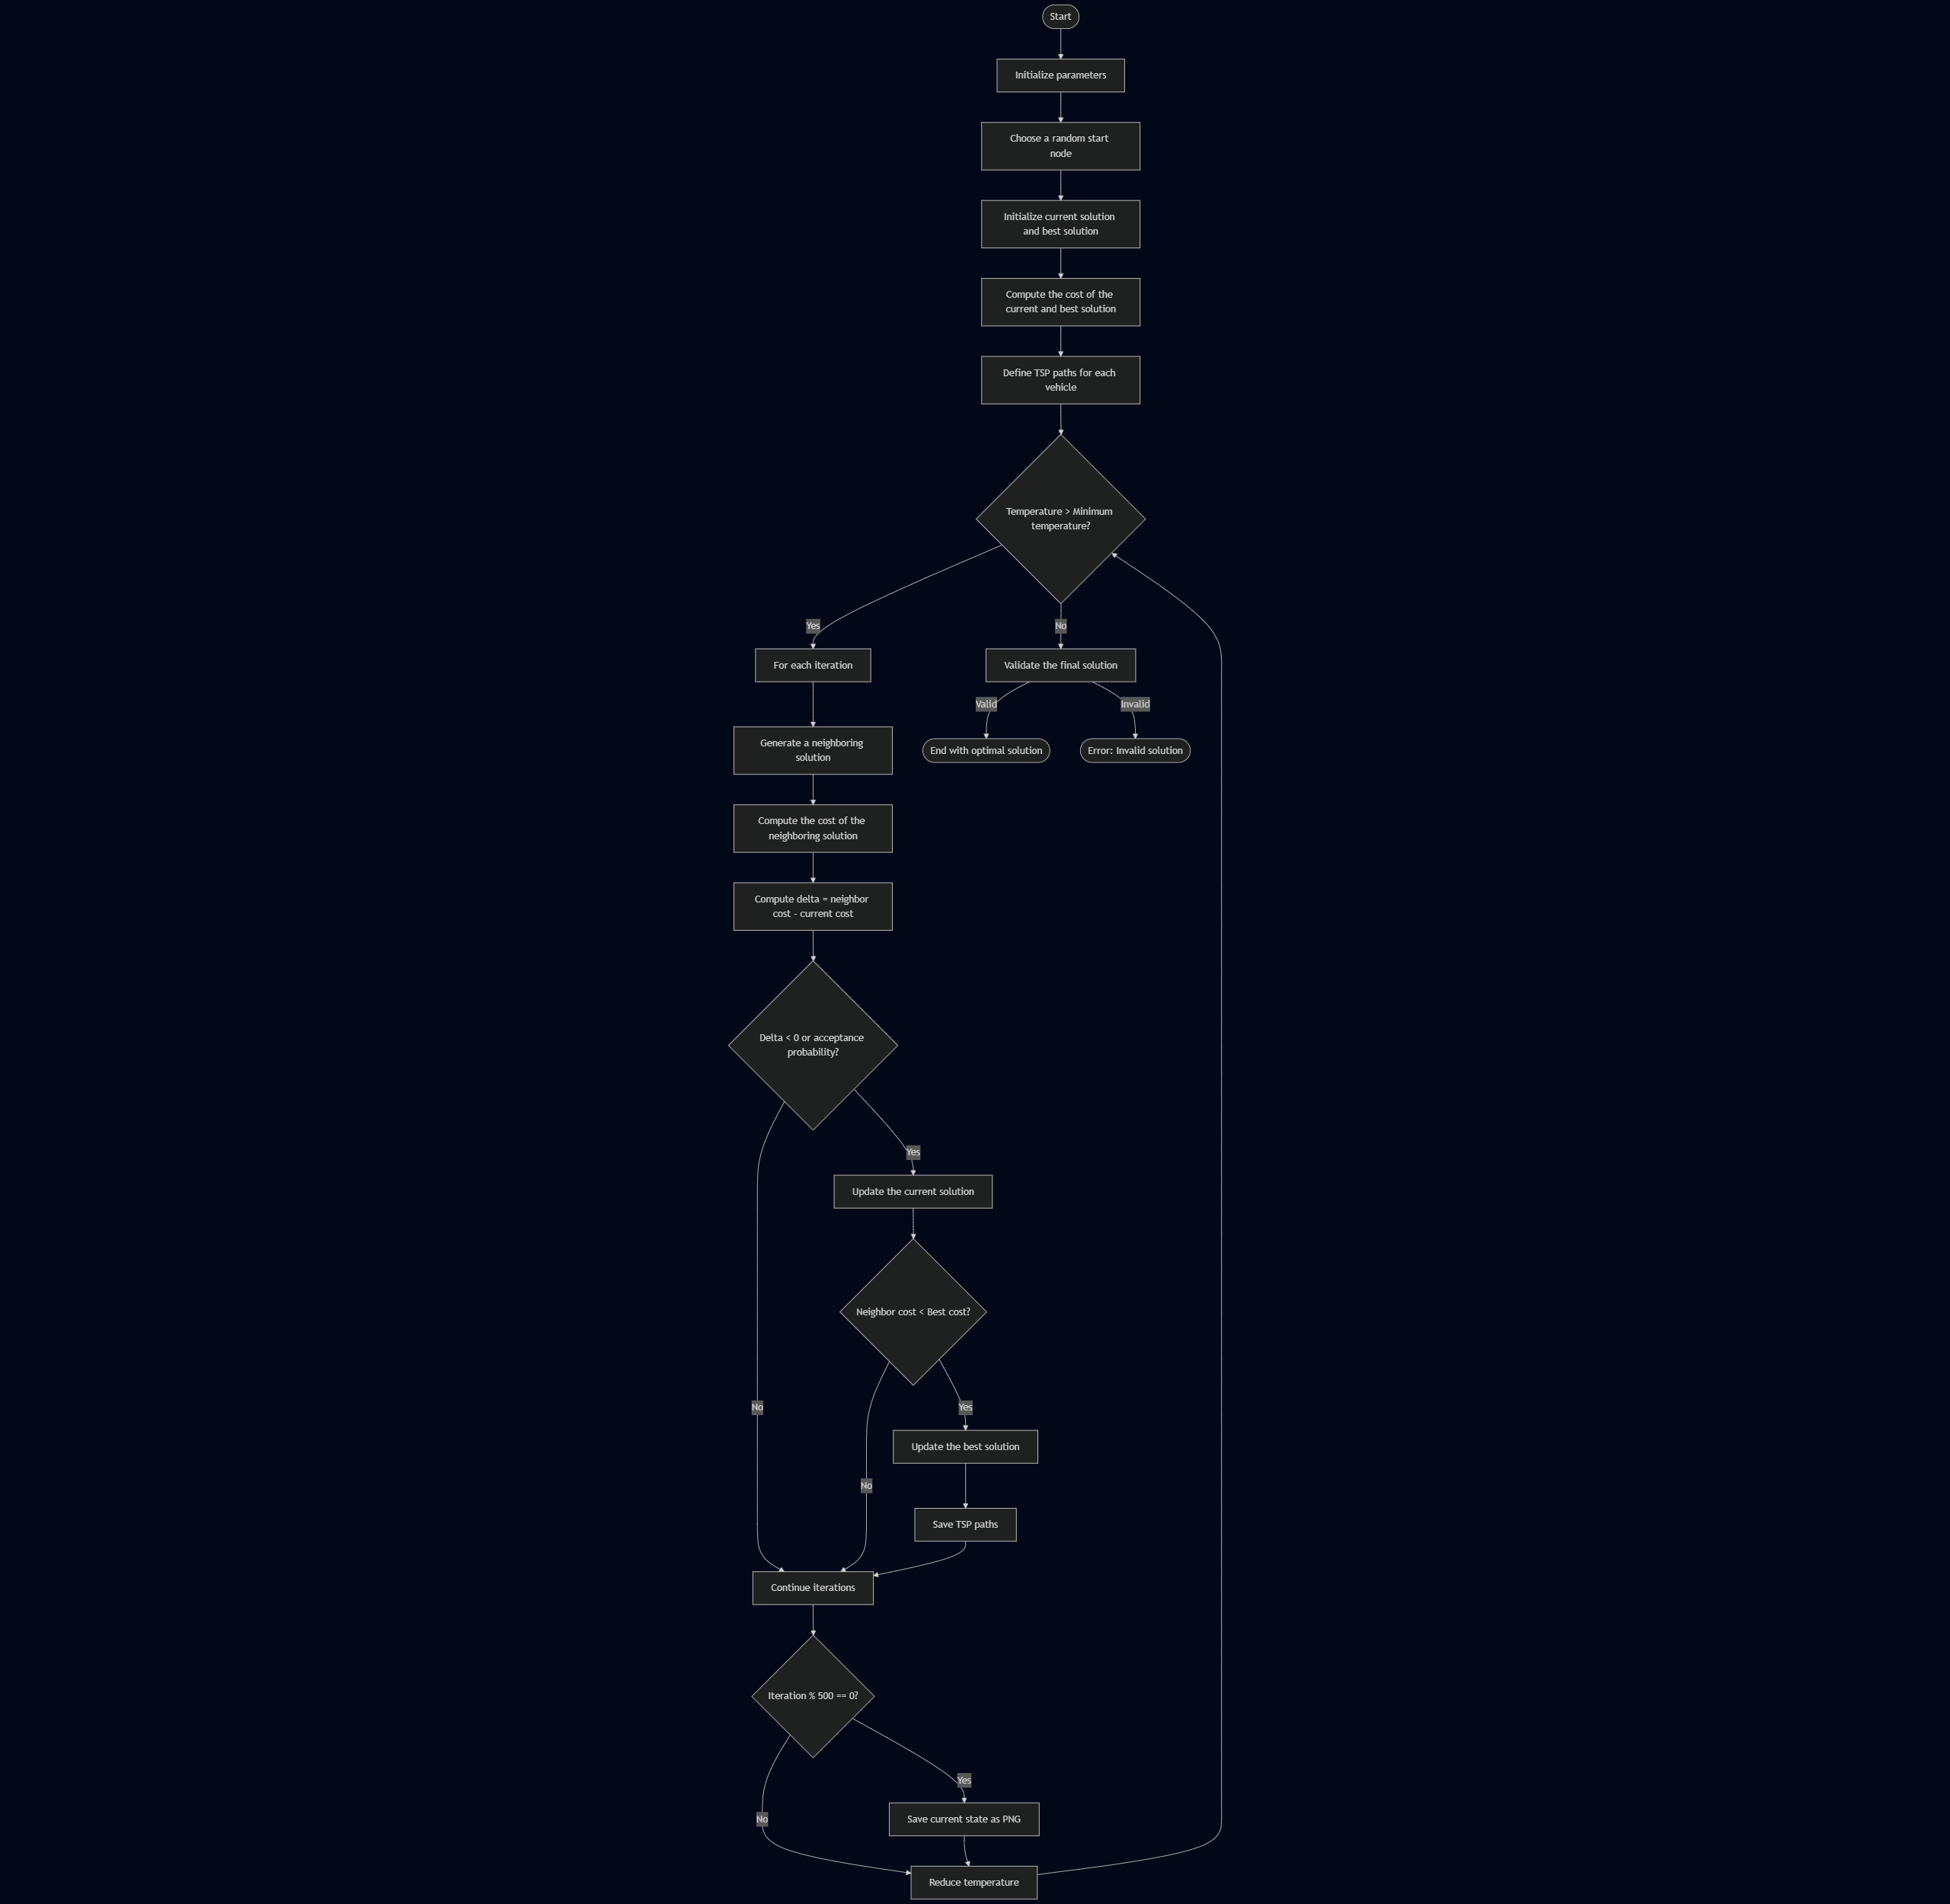 Start
Initialize parameters
Choose a random start
node
Initialize current solution
and best solution
Compute the cost of the
current and best solution
Define TSP paths for each
vehicle
Temperature > Minimum
temperature?
Yes
No
For each iteration
Validate the final solution
Valid
Invalid
Generate a neighboring
solution
End with optimal solution
Error: Invalid solution
Compute the cost of the
neighboring solution
Compute delta = neighbor
cost - current cost
Delta < 0 or acceptance
probability?
Yes
Update the current solution
Neighbor cost < Best cost?
No
Yes
Update the best solution
No
Save TSP paths
Continue iterations
Iteration % 500 == 0?
Yes
No
Save current state as PNG
Reduce temperature